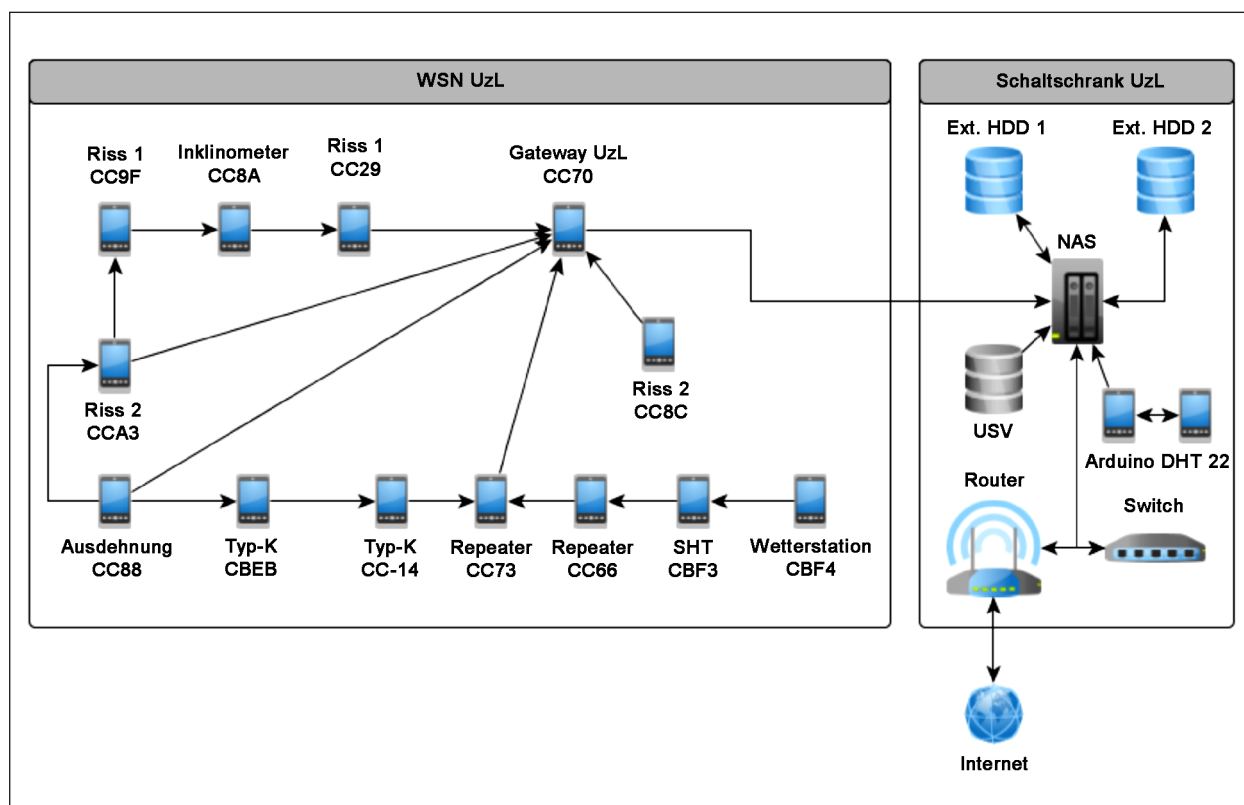 WSN UzL
Riss 1
CC9F
Inklinometer
CC8A
Riss 1
CC29
Gateway UzL
CC70
Riss 2
CCA3
Riss 2
CC8C
Ausdehnung
CC88
Typ-K
CBEB
Typ-K
CC-14
Repeater
CC73
Repeater
CC66
SHT
CBF3
Wetterstation
CBF4
Schaltschrank UzL
Ext. HDD 1
Ext. HDD 2
NAS
USV
Arduino DHT 22
Router
Switch
Internet